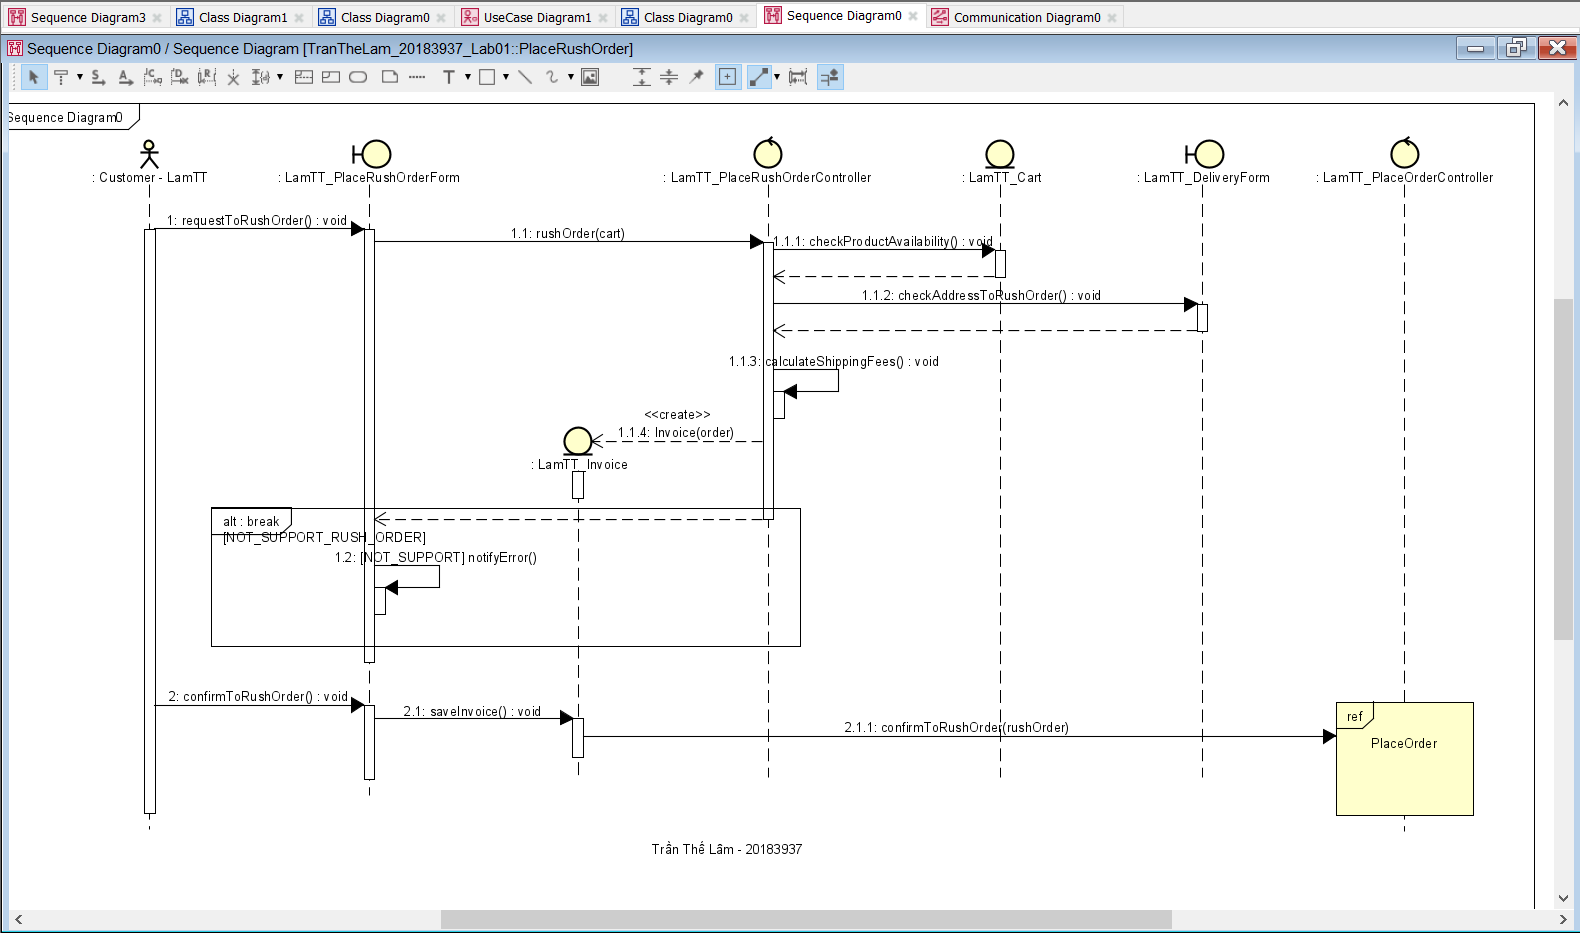 Sequence Diagram3
Class Diagram1
Class Diagram0
UseCase Diagram1
Class Diagram0
Sequence Diagram0
Communication Diagram0
Sequence Diagram0 / Sequence Diagram [TranTheLam_20183937_Lab01::PlaceRushOrder]
Sequence Diagram0
: Customer - LamTT
: LamTT_PlaceRushOrderForm
: LamTT_PlaceRushOrderController
: LamTT_Cart
: LamTT_DeliveryForm
: LamTT_PlaceOrderController
1: requestToRushOrder() : void
1.1: rushOrder(cart)
1.1.1: checkProductAvailability() : void
1.1.2: checkAddressToRushOrder() : void
1.1.3: calculateShippingFees() : void
<<create>>
1.1.4: Invoice(order)
: LamTT_Invoice
alt : break
[NOT_SUPPORT_RUSH_ORDER]
1.2: [NOT_SUPPORT] notifyError()
2: confirmToRushOrder() : void
2.1: saveInvoice() : void
2.1.1: confirmToRushOrder(rushOrder)
ref
PlaceOrder
Trần Thế Lâm - 20183937